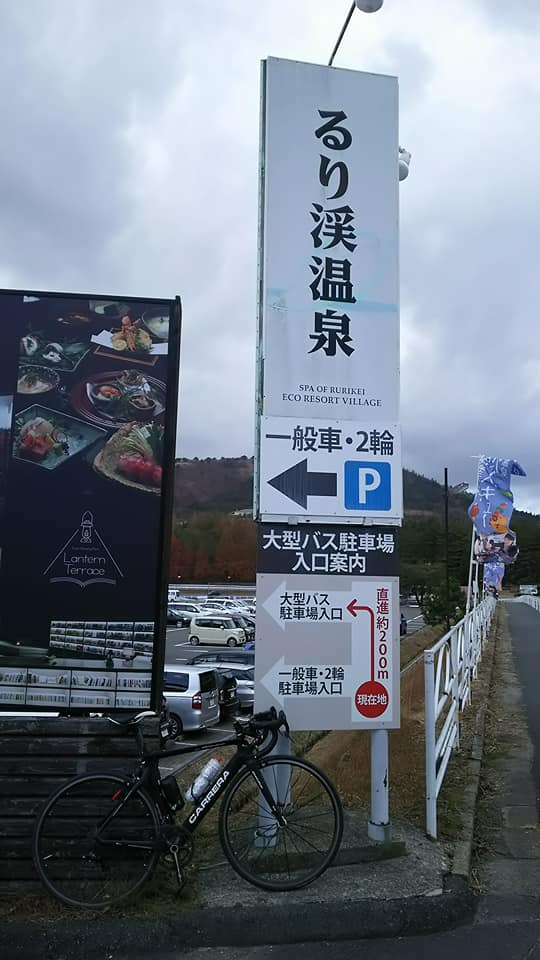 るり渓温泉
SPA OF RURIKEI
ECO RESORT VILLAGE
一般車・2輪
P
大型バス駐車場
入口案内
大型バス
駐車場入口
直進約200m
一般車・2輪
駐車場入口
現在地
Lantern
Terrace
CARRERA